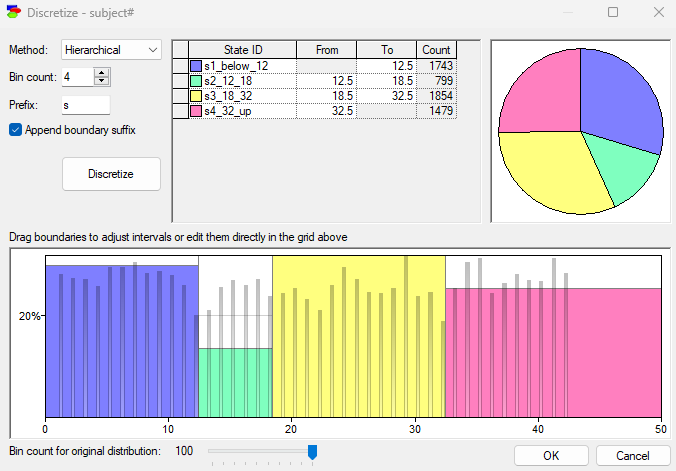 Discretize - subject#
Method: Hierarchical
Bin count: 4
Prefix: s
Append boundary suffix
Discretize
State ID From To Count
s1_below_12 12.5 1743
s2_12_18 12.5 18.5 799
s3_18_32 18.5 32.5 1854
s4_32_up 32.5 1479
Drag boundaries to adjust intervals or edit them directly in the grid above
20%
0 10 20 30 40 50
Bin count for original distribution: 100
OK Cancel